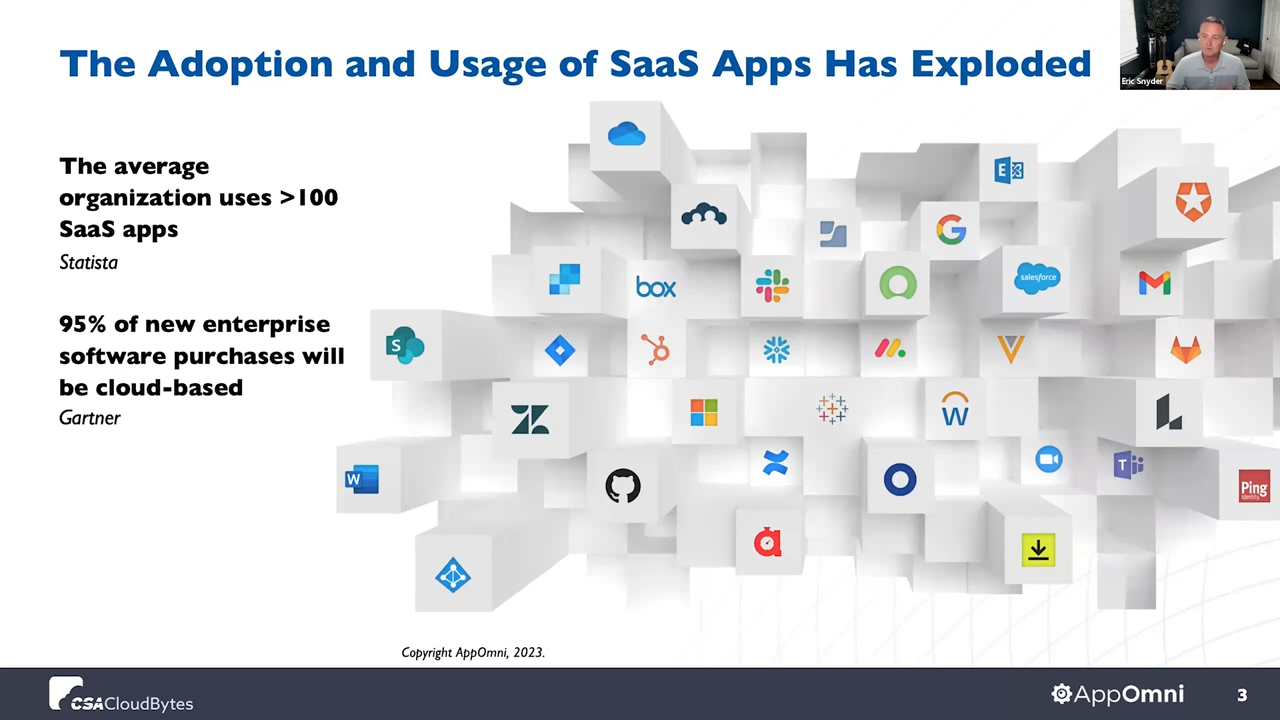 The Adoption and Usage of SaaS Apps Has Exploded
Eric Snyder
The average
organization uses >100
SaaS apps
Statista
95% of new enterprise
software purchases will
be cloud-based
Gartner
box
salesforce
S
W
W
Ping
Identity
Copyright AppOmni, 2023.
CSACloudBytes
AppOmni
3